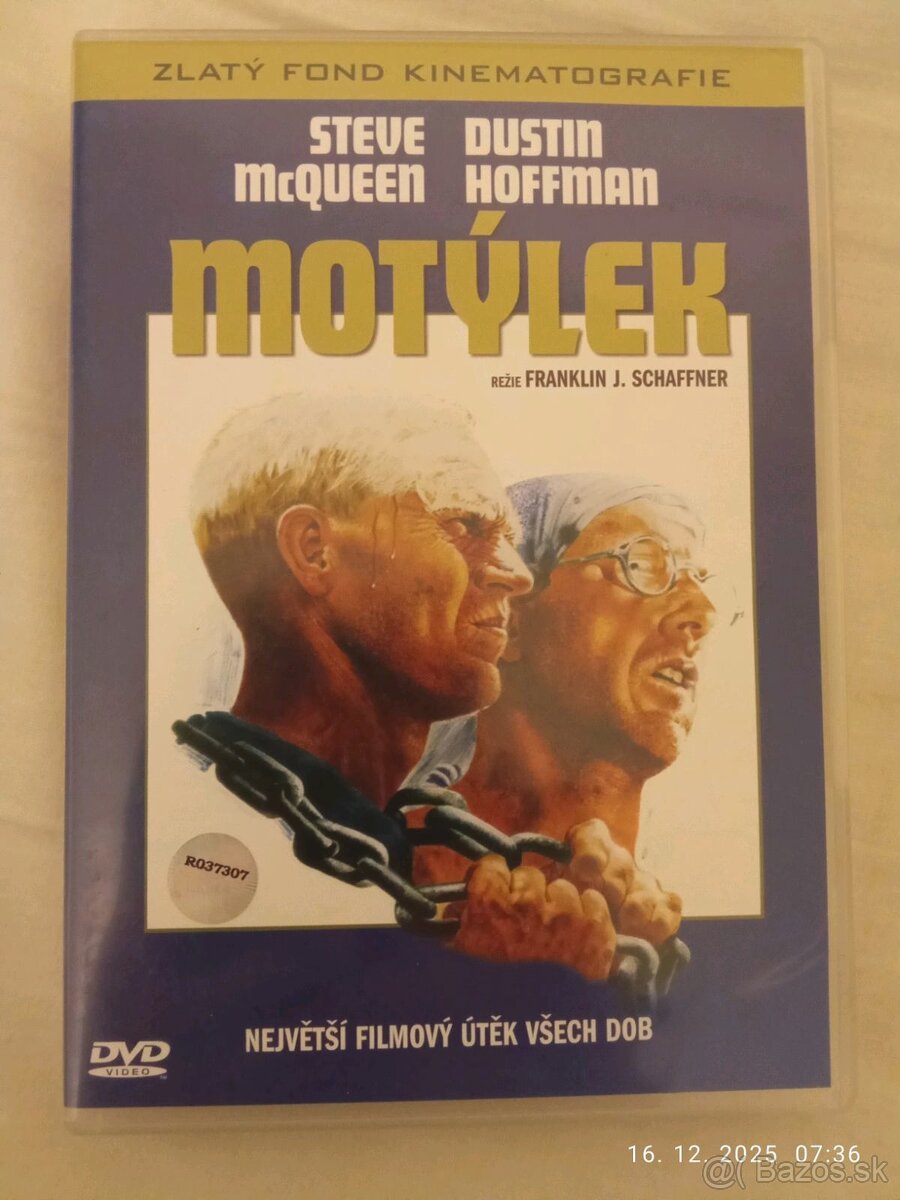 ZLATÝ FOND KINEMATOGRAFIE
STEVE DUSTIN
McQUEEN HOFFMAN
MOTÝLEK
REŽIE FRANKLIN J. SCHAFFNER
R037307
NEJVĚTŠÍ FILMOVÝ ÚTĚK VŠECH DOB
DVD
VIDEO
16. 12. 2025 07:36
@( Bazos.sk